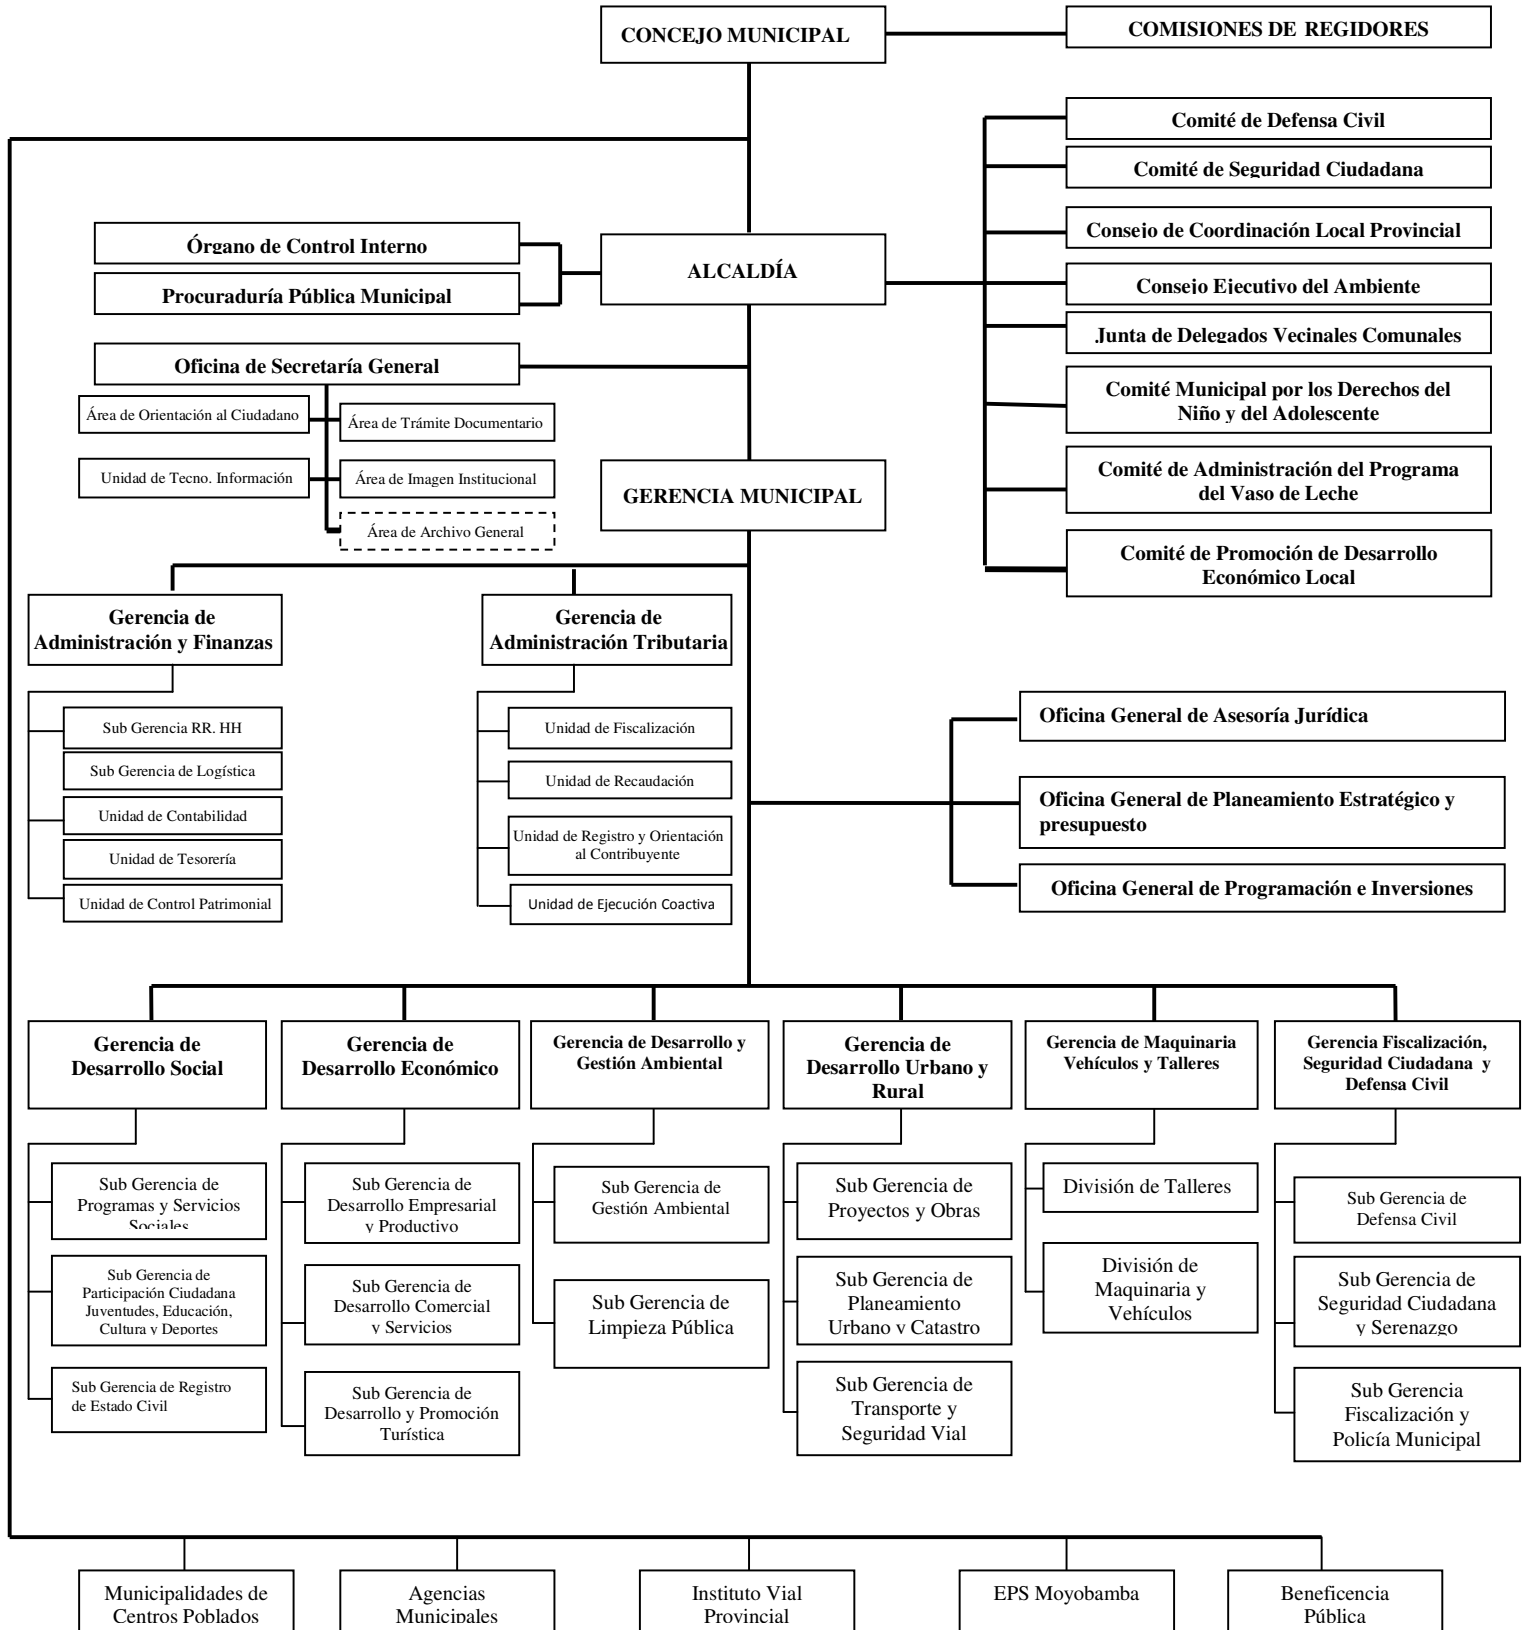 CONCEJO MUNICIPAL
COMISIONES DE REGIDORES
Comité de Defensa Civil
Comité de Seguridad Ciudadana
Consejo de Coordinación Local Provincial
Consejo Ejecutivo del Ambiente
Junta de Delegados Vecinales Comunales
Comité Municipal por los Derechos del
Niño y del Adolescente
Comité de Administración del Programa
del Vaso de Leche
Comité de Promoción de Desarrollo
Económico Local
Órgano de Control Interno
Procuraduría Pública Municipal
ALCALDÍA
Oficina de Secretaría General
Área de Orientación al Ciudadano
Área de Trámite Documentario
Unidad de Tecno. Información
Área de Imagen Institucional
Área de Archivo General
GERENCIA MUNICIPAL
Gerencia de
Administración y Finanzas
Sub Gerencia RR. HH
Sub Gerencia de Logística
Unidad de Contabilidad
Unidad de Tesorería
Unidad de Control Patrimonial
Gerencia de
Administración Tributaria
Unidad de Fiscalización
Unidad de Recaudación
Unidad de Registro y Orientación
al Contribuyente
Unidad de Ejecución Coactiva
Oficina General de Asesoría Jurídica
Oficina General de Planeamiento Estratégico y
presupuesto
Oficina General de Programación e Inversiones
Gerencia de
Desarrollo Social
Sub Gerencia de
Programas y Servicios
Sociales
Sub Gerencia de
Participación Ciudadana
Juventudes, Educación,
Cultura y Deportes
Sub Gerencia de Registro
de Estado Civil
Gerencia de
Desarrollo Económico
Sub Gerencia de
Desarrollo Empresarial
y Productivo
Sub Gerencia de
Desarrollo Comercial
y Servicios
Sub Gerencia de
Desarrollo y Promoción
Turística
Gerencia de Desarrollo y
Gestión Ambiental
Sub Gerencia de
Gestión Ambiental
Sub Gerencia de
Limpieza Pública
Gerencia de
Desarrollo Urbano y
Rural
Sub Gerencia de
Proyectos y Obras
Sub Gerencia de
Planeamiento
Urbano y Catastro
Sub Gerencia de
Transporte y
Seguridad Vial
Gerencia de Maquinaria
Vehículos y Talleres
División de Talleres
División de
Maquinaria y
Vehículos
Gerencia Fiscalización,
Seguridad Ciudadana y
Defensa Civil
Sub Gerencia de
Defensa Civil
Sub Gerencia de
Seguridad Ciudadana
y Serenazgo
Sub Gerencia
Fiscalización y
Policía Municipal
Municipalidades de
Centros Poblados
Agencias
Municipales
Instituto Vial
Provincial
EPS Moyobamba
Beneficencia
Pública